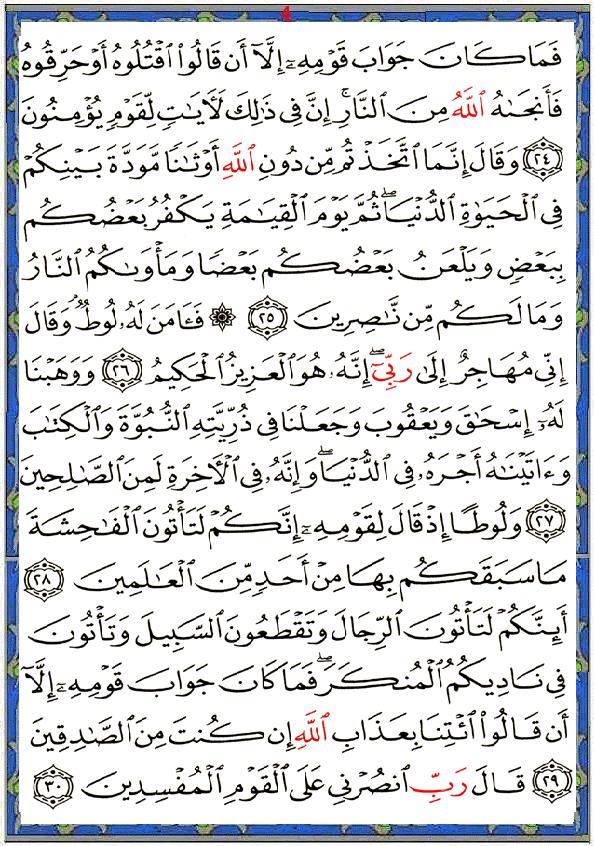 4
فَمَا كَانَ جَوَابَ قَوْمِهِۦٓ إِلَّآ أَن قَالُوا۟ ٱقْتُلُوهُ أَوْ حَرِّقُوهُ
فَأَنجَىٰهُ ٱللَّهُ مِنَ ٱلنَّارِ ۚ إِنَّ فِى ذَٰلِكَ لَءَايَٰتٍ لِّقَوْمٍ يُؤْمِنُونَ
﴿٢٤﴾ وَقَالَ إِنَّمَا ٱتَّخَذْتُم مِّن دُونِ ٱللَّهِ أَوْثَٰنًا مَّوَدَّةَ بَيْنِكُمْ
فِى ٱلْحَيَوٰةِ ٱلدُّنْيَا ۖ ثُمَّ يَوْمَ ٱلْقِيَٰمَةِ يَكْفُرُ بَعْضُكُم
بِبَعْضٍ وَيَلْعَنُ بَعْضُكُم بَعْضًا وَمَأْوَىٰكُمُ ٱلنَّارُ
وَمَا لَكُم مِّن نَّٰصِرِينَ ﴿٢٥﴾ ۞ فَـَٔامَنَ لَهُۥ لُوطٌ ۘ وَقَالَ
إِنِّى مُهَاجِرٌ إِلَىٰ رَبِّىٓ ۖ إِنَّهُۥ هُوَ ٱلْعَزِيزُ ٱلْحَكِيمُ ﴿٢٦﴾ وَوَهَبْنَا
لَهُۥٓ إِسْحَٰقَ وَيَعْقُوبَ وَجَعَلْنَا فِى ذُرِّيَّتِهِ ٱلنُّبُوَّةَ وَٱلْكِتَٰبَ
وَءَاتَيْنَٰهُ أَجْرَهُۥ فِى ٱلدُّنْيَا ۖ وَإِنَّهُۥ فِى ٱلْءَاخِرَةِ لَمِنَ ٱلصَّٰلِحِينَ
﴿٢٧﴾ وَلُوطًا إِذْ قَالَ لِقَوْمِهِۦٓ إِنَّكُمْ لَتَأْتُونَ ٱلْفَٰحِشَةَ
مَا سَبَقَكُم بِهَا مِنْ أَحَدٍ مِّنَ ٱلْعَٰلَمِينَ ﴿٢٨﴾
أَئِنَّكُمْ لَتَأْتُونَ ٱلرِّجَالَ وَتَقْطَعُونَ ٱلسَّبِيلَ وَتَأْتُونَ
فِى نَادِيكُمُ ٱلْمُنكَرَ ۖ فَمَا كَانَ جَوَابَ قَوْمِهِۦٓ إِلَّآ
أَن قَالُوا۟ ٱئْتِنَا بِعَذَابِ ٱللَّهِ إِن كُنتَ مِنَ ٱلصَّٰدِقِينَ
﴿٢٩﴾ قَالَ رَبِّ ٱنصُرْنِى عَلَى ٱلْقَوْمِ ٱلْمُفْسِدِينَ ﴿٣٠﴾